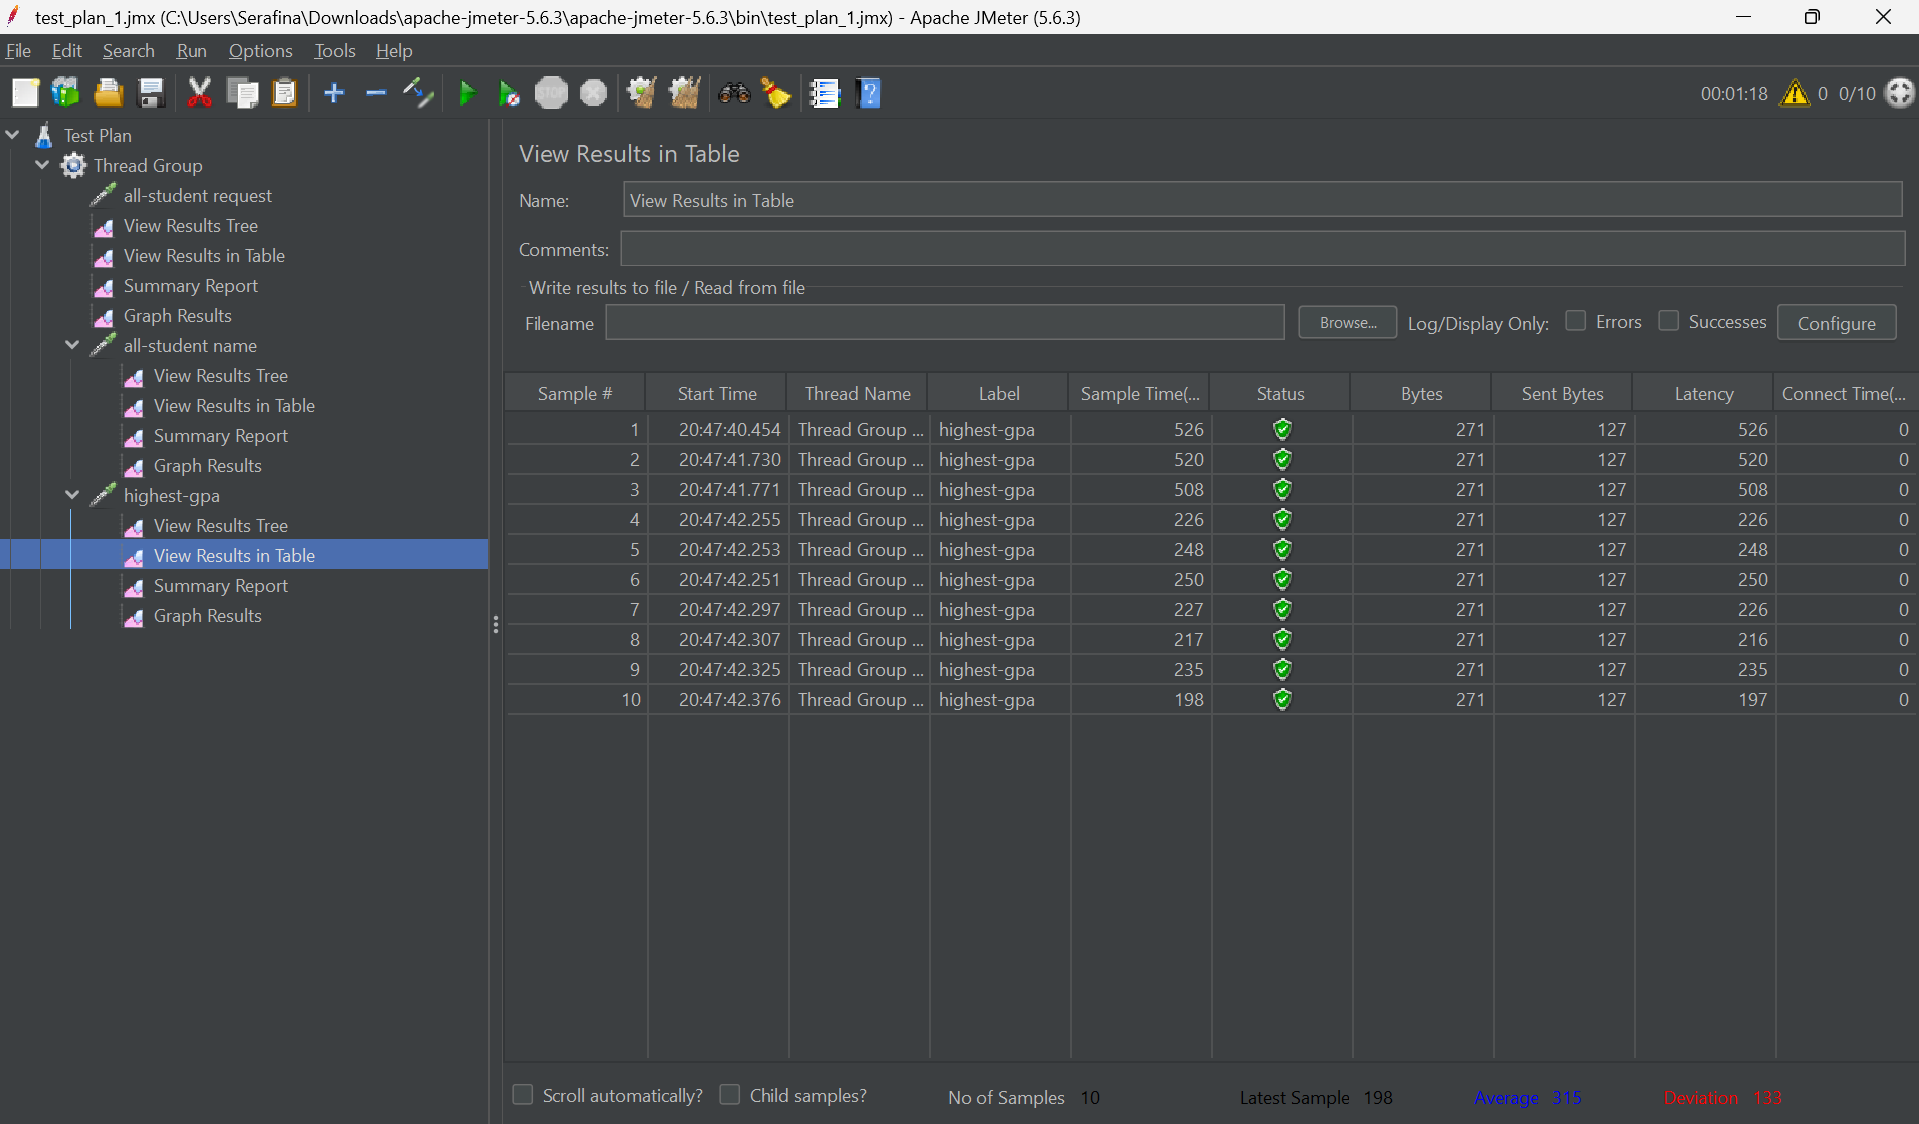 test_plan_1.jmx (C:\Users\Serafina\Downloads\apache-jmeter-5.6.3\apache-jmeter-5.6.3\bin\test_plan_1.jmx) - Apache JMeter (5.6.3)
File Edit Search Run Options Tools Help
STOP
00:01:18 0 0/10
Test Plan
Thread Group
all-student request
View Results Tree
View Results in Table
Summary Report
Graph Results
all-student name
View Results Tree
View Results in Table
Summary Report
Graph Results
highest-gpa
View Results Tree
View Results in Table
Summary Report
Graph Results
View Results in Table
Name: View Results in Table
Comments:
Write results to file / Read from file
Filename Browse... Log/Display Only: Errors Successes Configure
Sample # Start Time Thread Name Label Sample Time(... Status Bytes Sent Bytes Latency Connect Time(...
1 20:47:40.454 Thread Group ... highest-gpa 526 271 127 526 0
2 20:47:41.730 Thread Group ... highest-gpa 520 271 127 520 0
3 20:47:41.771 Thread Group ... highest-gpa 508 271 127 508 0
4 20:47:42.255 Thread Group ... highest-gpa 226 271 127 226 0
5 20:47:42.253 Thread Group ... highest-gpa 248 271 127 248 0
6 20:47:42.251 Thread Group ... highest-gpa 250 271 127 250 0
7 20:47:42.297 Thread Group ... highest-gpa 227 271 127 226 0
8 20:47:42.307 Thread Group ... highest-gpa 217 271 127 216 0
9 20:47:42.325 Thread Group ... highest-gpa 235 271 127 235 0
10 20:47:42.376 Thread Group ... highest-gpa 198 271 127 197 0
Scroll automatically? Child samples? No of Samples 10 Latest Sample 198 Average 315 Deviation 133